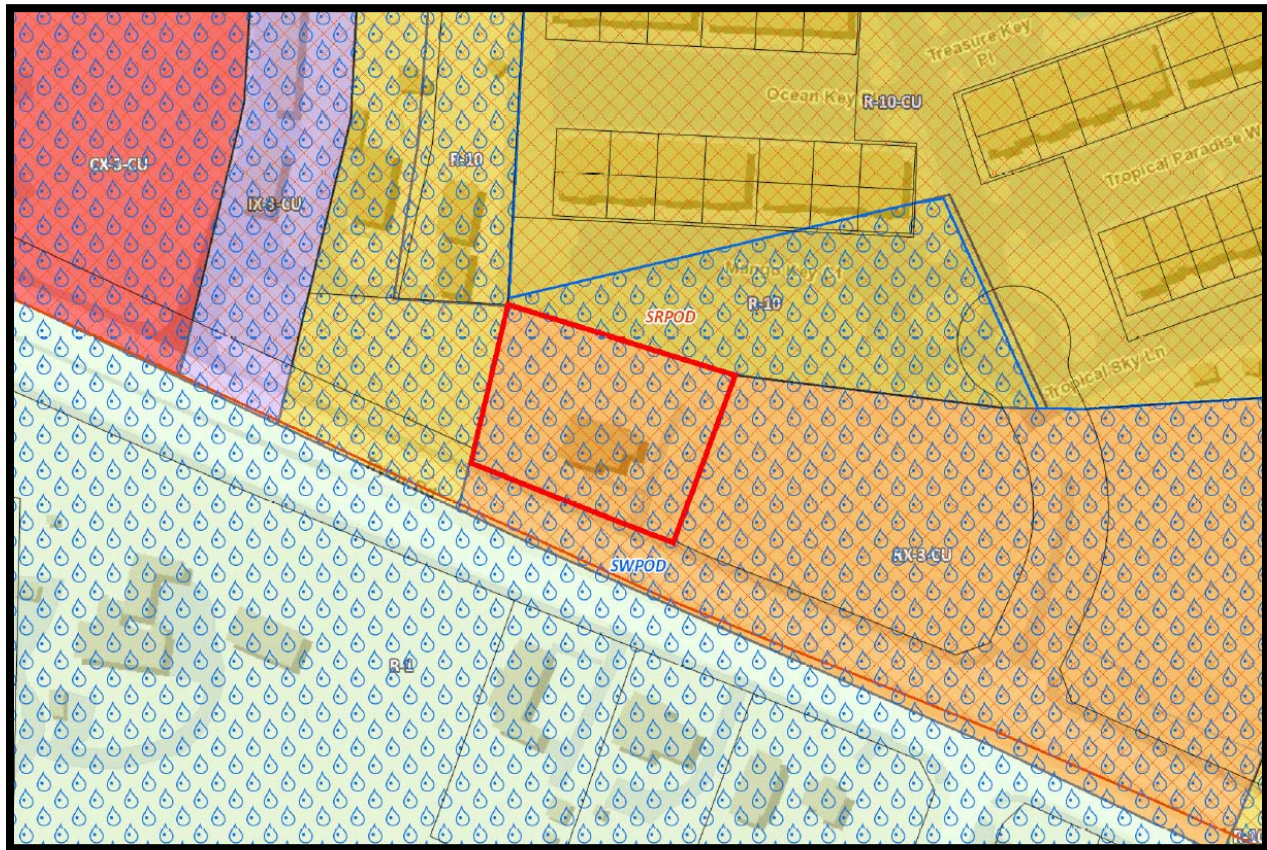 Treasure Key
Pl
Ocean Key
R-10-CU
CX-3-CU
R-10
Tropical Paradise W
IX-3-CU
Mango Key Ct
R-10
SRPOD
Tropical Sky Ln
RX-3-CU
SWPOD
R-1